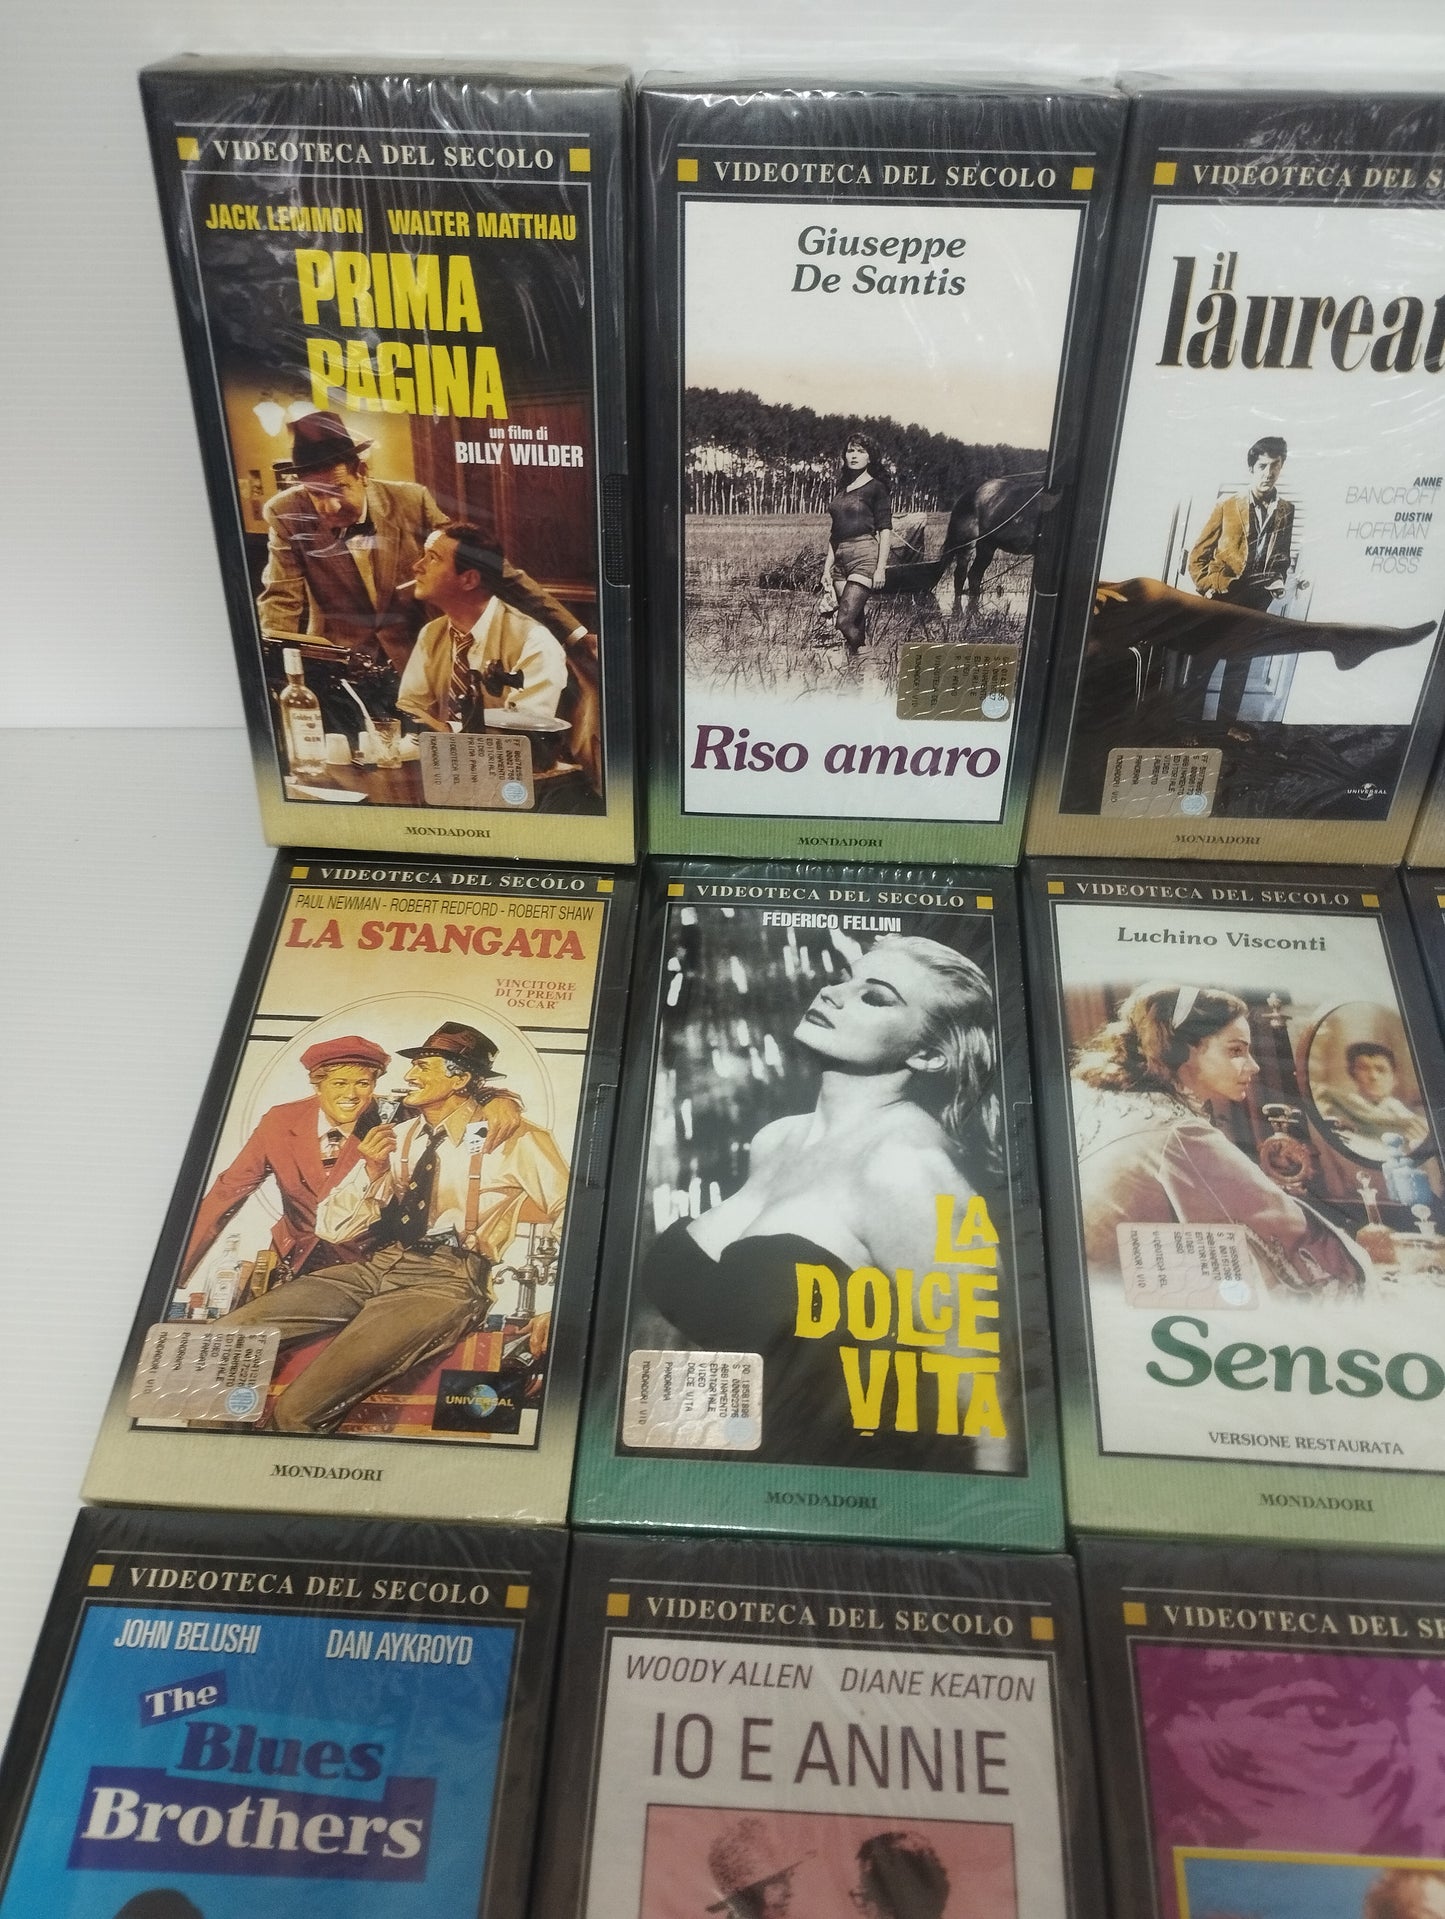 VIDEOTECA DEL SECOLO
JACK LEMMON WALTER MATTHAU
PRIMA
PAGINA
un film di
BILLY WILDER
MONDADORI
VIDEOTECA DEL SECOLO
Giuseppe
De Santis
Riso amaro
MONDADORI
VIDEOTECA DEL S
il
laurea
ANNE
BANCROFT
DUSTIN
HOFFMAN
KATHARINE
ROSS
UNIVERSAL
MONDADORI
VIDEOTECA DEL SECOLO
PAUL NEWMAN - ROBERT REDFORD - ROBERT SHAW
LA STANGATA
VINCITORE
DI 7 PREMI
OSCAR
UNIVERSAL
MONDADORI
VIDEOTECA DEL SECOLO
FEDERICO FELLINI
LA
DOLCE
VITA
MONDADORI
VIDEOTECA DEL SECOLO
Luchino Visconti
Senso
VERSIONE RESTAURATA
MONDADORI
VIDEOTECA DEL SECOLO
JOHN BELUSHI DAN AYKROYD
The
Blues
Brothers
VIDEOTECA DEL SECOLO
WOODY ALLEN DIANE KEATON
IO E ANNIE
VIDEOTECA DEL S